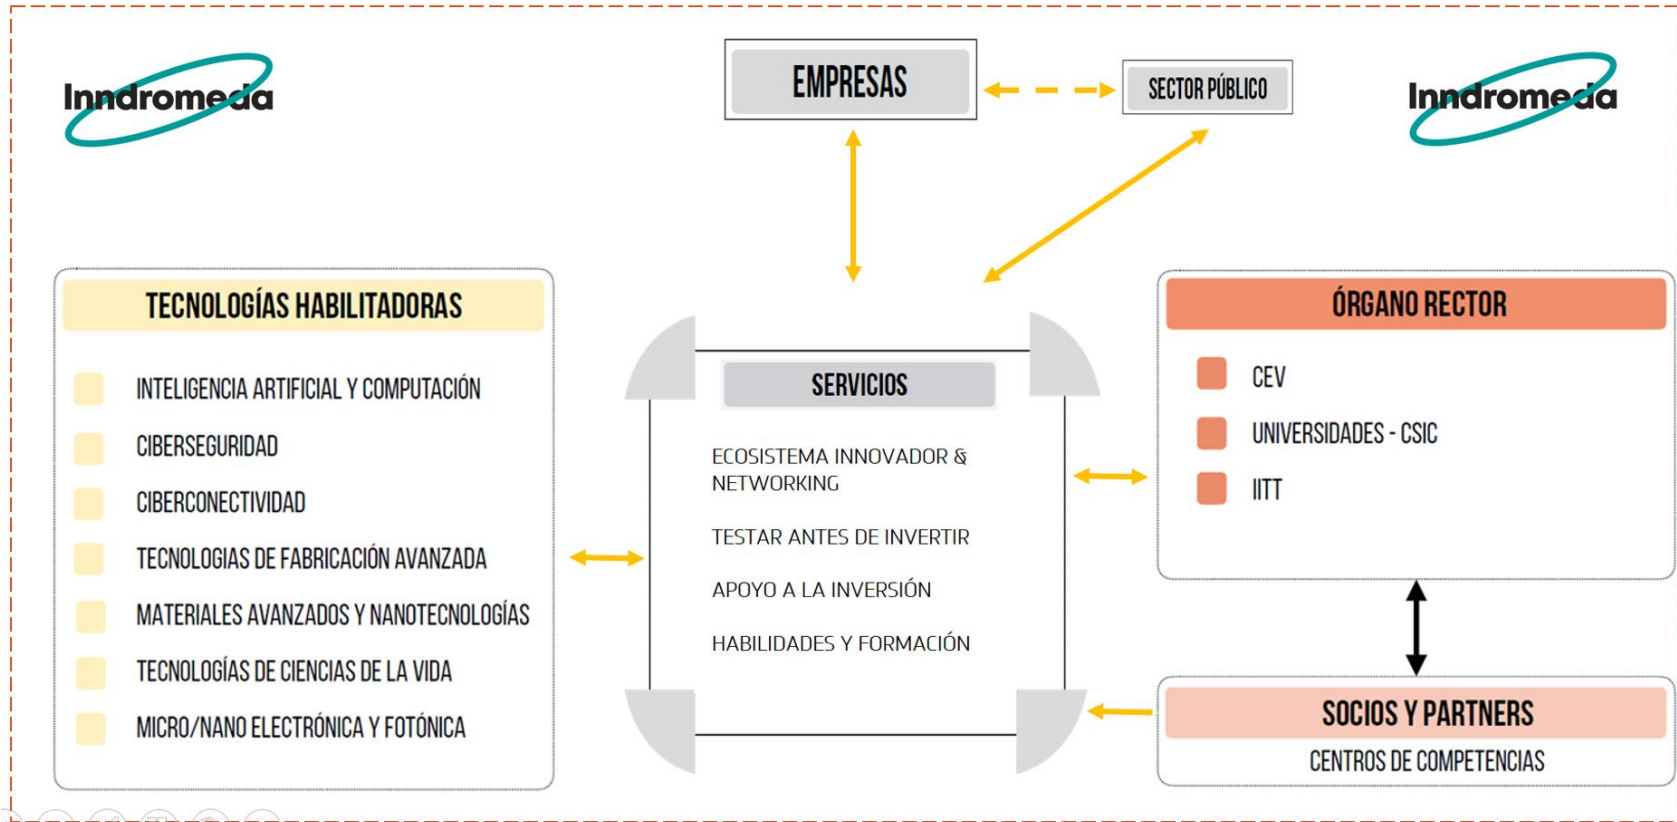 Inndromeda
EMPRESAS
SECTOR PÚBLICO
Inndromeda
TECNOLOGÍAS HABILITADORAS
INTELIGENCIA ARTIFICIAL Y COMPUTACIÓN
CIBERSEGURIDAD
CIBERCONECTIVIDAD
TECNOLOGIAS DE FABRICACIÓN AVANZADA
MATERIALES AVANZADOS Y NANOTECNOLOGÍAS
TECNOLOGÍAS DE CIENCIAS DE LA VIDA
MICRO/NANO ELECTRÓNICA Y FOTÓNICA
SERVICIOS
ECOSISTEMA INNOVADOR &
NETWORKING
TESTAR ANTES DE INVERTIR
APOYO A LA INVERSIÓN
HABILIDADES Y FORMACIÓN
ÓRGANO RECTOR
CEV
UNIVERSIDADES - CSIC
IITT
SOCIOS Y PARTNERS
CENTROS DE COMPETENCIAS